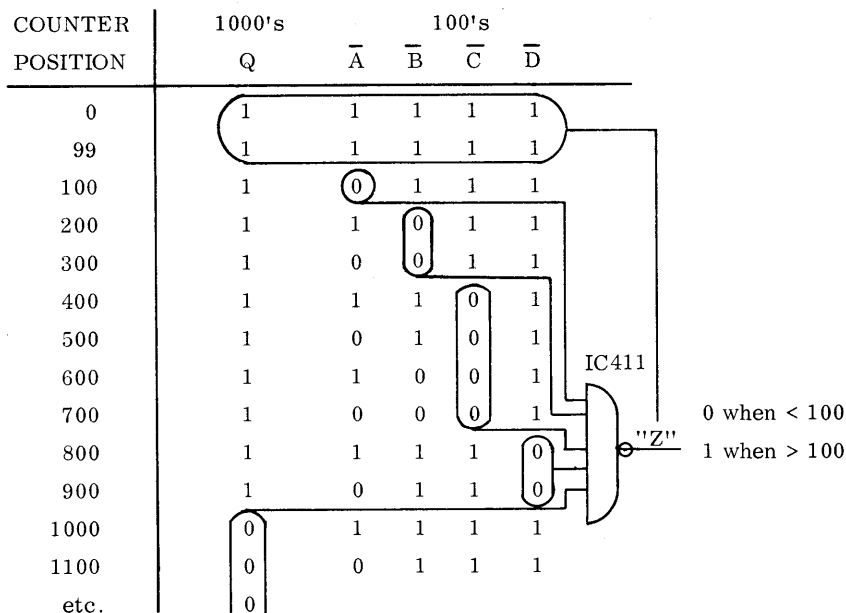 COUNTER 1000's 100's
POSITION Q A̅ B̅ C̅ D̅
0 1 1 1 1 1
99 1 1 1 1 1
100 1 0 1 1 1
200 1 1 0 1 1
300 1 0 0 1 1
400 1 1 1 0 1
500 1 0 1 0 1
600 1 1 0 0 1
IC411
700 1 0 0 0 1 0 when < 100
800 1 1 1 1 0 "Z" 1 when > 100
900 1 0 1 1 0
1000 0 1 1 1 1
1100 0 0 1 1 1
etc. 0